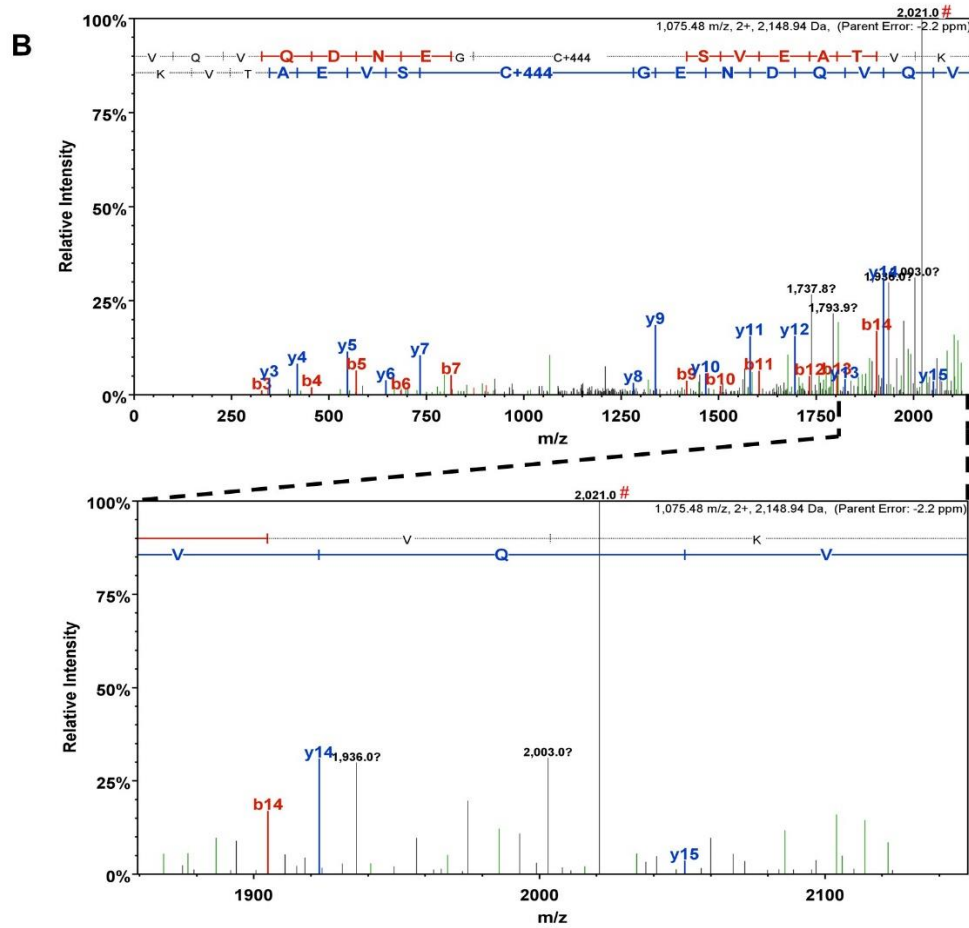 B
2,021.0 #
1,075.48 m/z, 2+, 2,148.94 Da, (Parent Error: -2.2 ppm)
V Q V Q D N E G C+444 S V E A T V K
K V T A E V S C+444 G E N D Q V Q V
Relative Intensity
100%
75%
50%
25%
0%
b3 y3 y4 b4 y5 b5 y6 b6 y7 b7 y8 y9 b9 y10 b10 y11 b11 y12 b12 1,737.8? 1,793.9? b13 y13 b14 y14 1,936.0? 2,003.0? y15
0 250 500 750 1000 1250 1500 1750 2000
m/z
2,021.0 #
1,075.48 m/z, 2+, 2,148.94 Da, (Parent Error: -2.2 ppm)
V K
V Q V
Relative Intensity
100%
75%
50%
25%
0%
b14 y14 1,936.0? 2,003.0? y15
1900 2000 2100
m/z